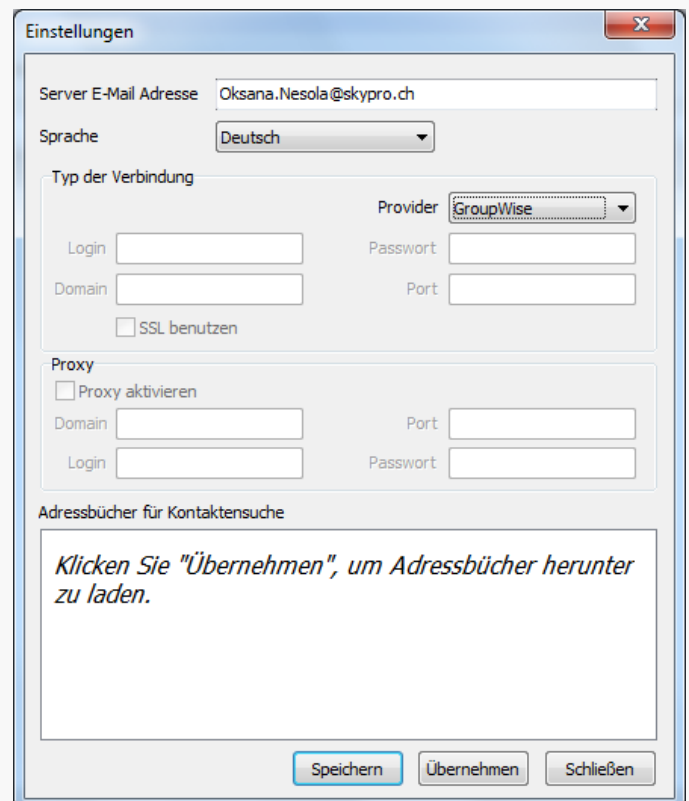 Einstellungen
Server E-Mail Adresse Oksana.Nesola@skypro.ch
Sprache Deutsch
Typ der Verbindung
Provider GroupWise
Login Passwort
Domain Port
SSL benutzen
Proxy
Proxy aktivieren
Domain Port
Login Passwort
Adressbücher für Kontaktensuche
Klicken Sie "Übernehmen", um Adressbücher herunter
zu laden.
Speichern Übernehmen Schließen